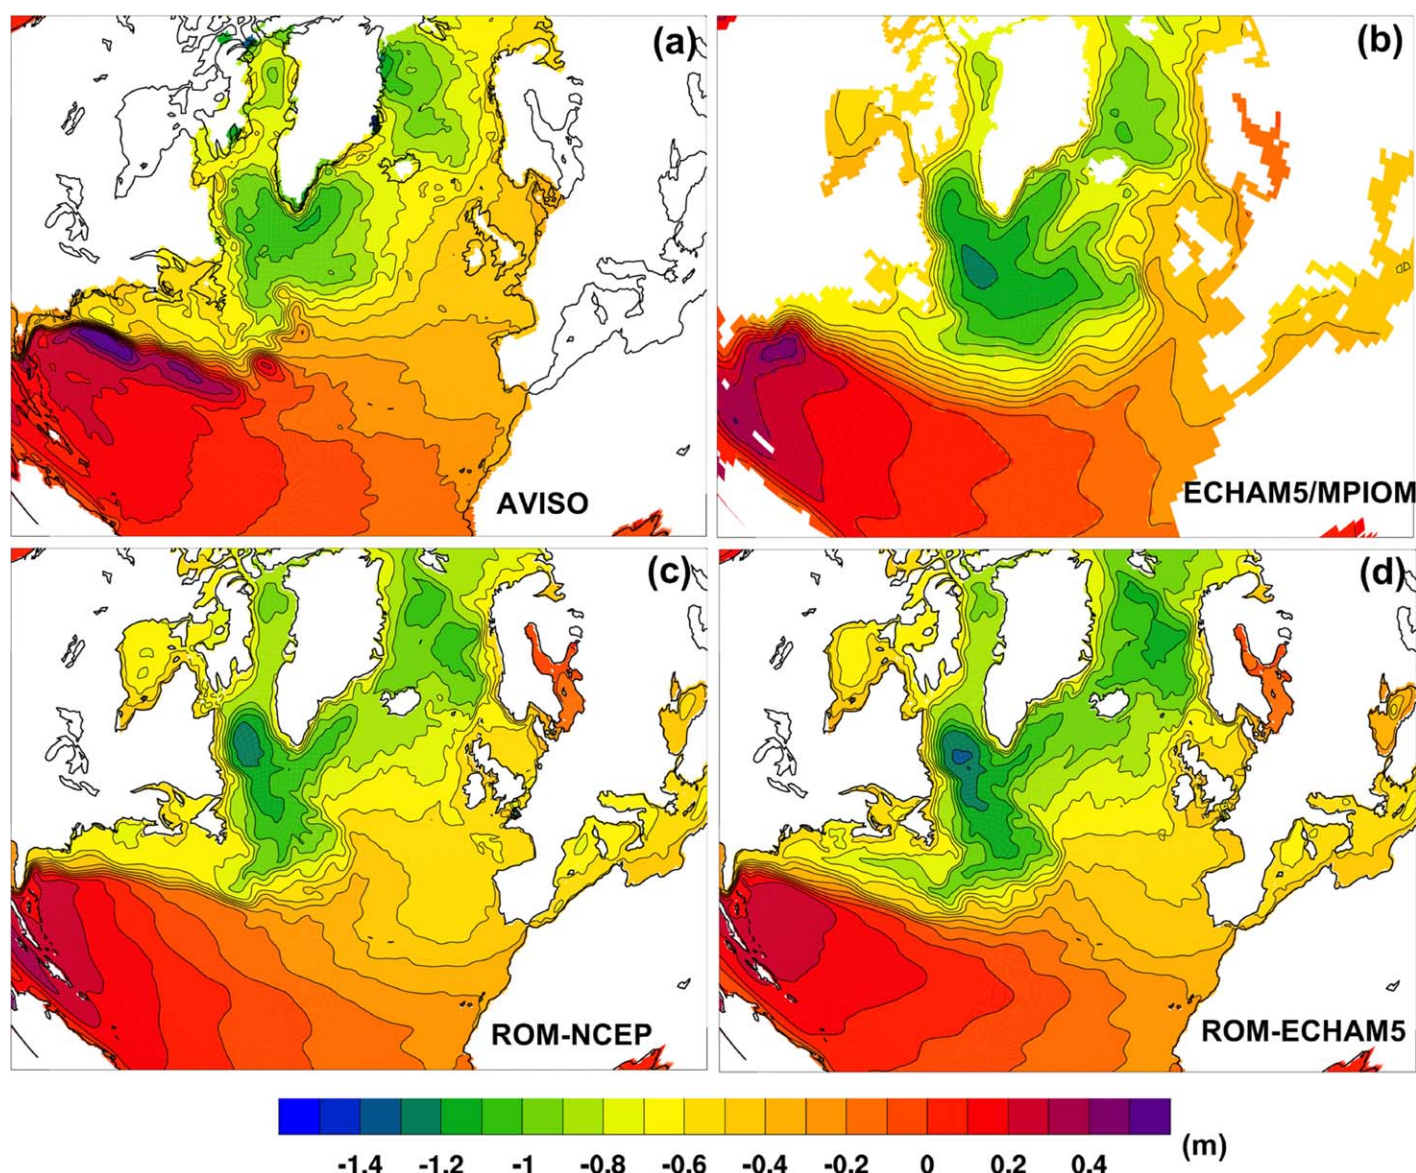 (a)
(b)
AVISO
ECHAM5/MPIOM
(c)
(d)
ROM-NCEP
ROM-ECHAM5
-1.4 -1.2 -1 -0.8 -0.6 -0.4 -0.2 0 0.2 0.4 (m)